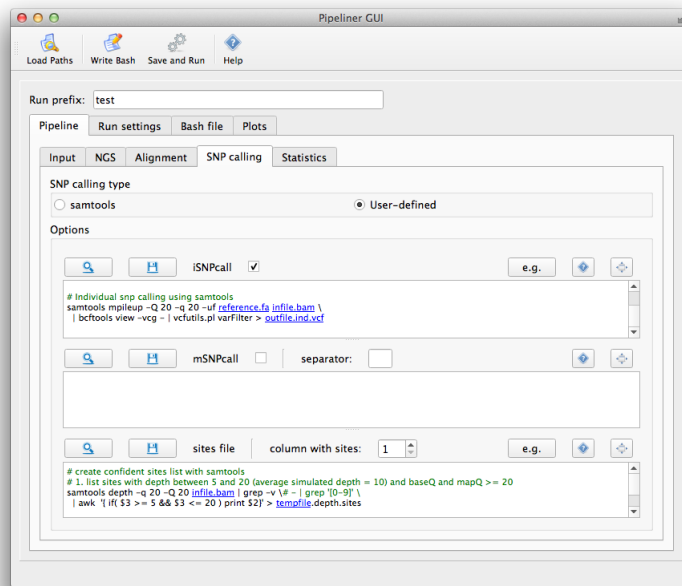 Pipeliner GUI
Load Paths Write Bash Save and Run Help
Run prefix: test
Pipeline Run settings Bash file Plots
Input NGS Alignment SNP calling Statistics
SNP calling type
samtools User-defined
Options
iSNPcall e.g.
# Individual snp calling using samtools
samtools mpileup -Q 20 -q 20 -uf reference.fa infile.bam \
| bcftools view -vcg - | vcfutils.pl varFilter > outfile.ind.vcf
mSNPcall separator:
sites file column with sites: 1 e.g.
# create confident sites list with samtools
# 1. list sites with depth between 5 and 20 (average simulated depth = 10) and baseQ and mapQ >= 20
samtools depth -q 20 -Q 20 infile.bam | grep -v \# - | grep '[0-9]' \
| awk '{ if( $3 >= 5 && $3 <= 20 ) print $2}' > tempfile.depth.sites